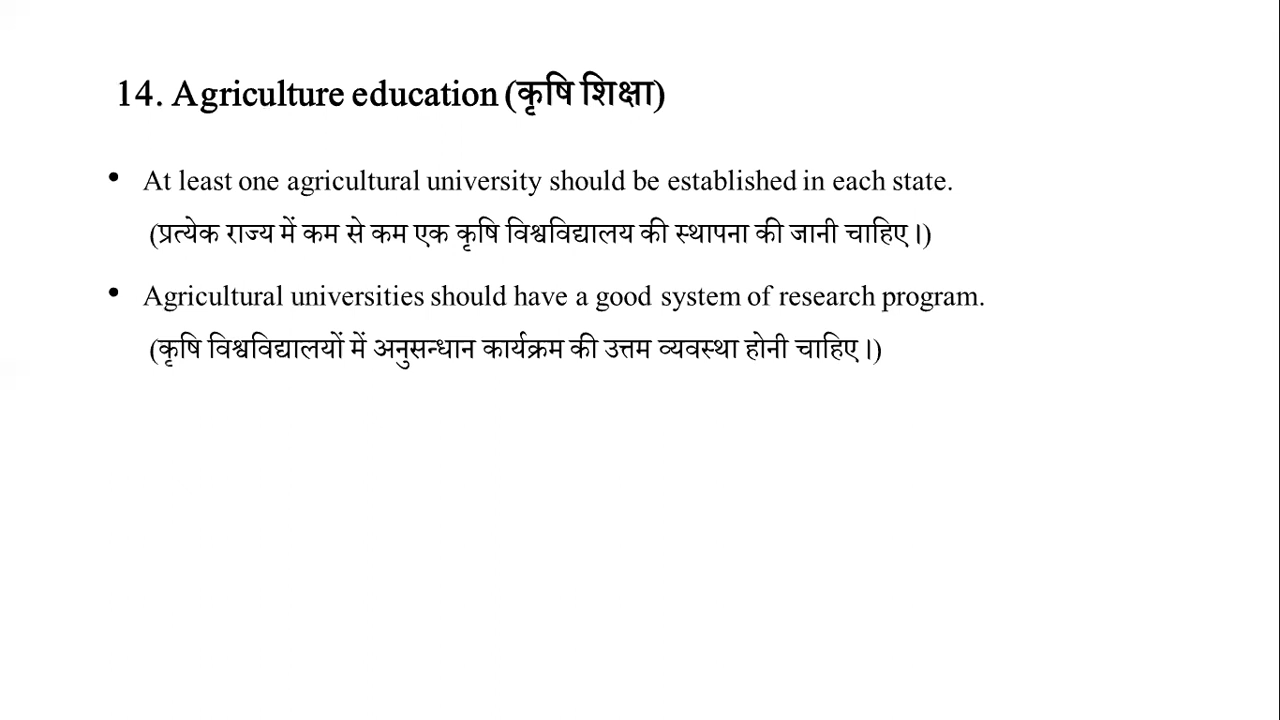 14. Agriculture education (कृषि शिक्षा)
• At least one agricultural university should be established in each state.
(प्रत्येक राज्य में कम से कम एक कृषि विश्वविद्यालय की स्थापना की जानी चाहिए।)
• Agricultural universities should have a good system of research program.
(कृषि विश्वविद्यालयों में अनुसन्धान कार्यक्रम की उत्तम व्यवस्था होनी चाहिए।)